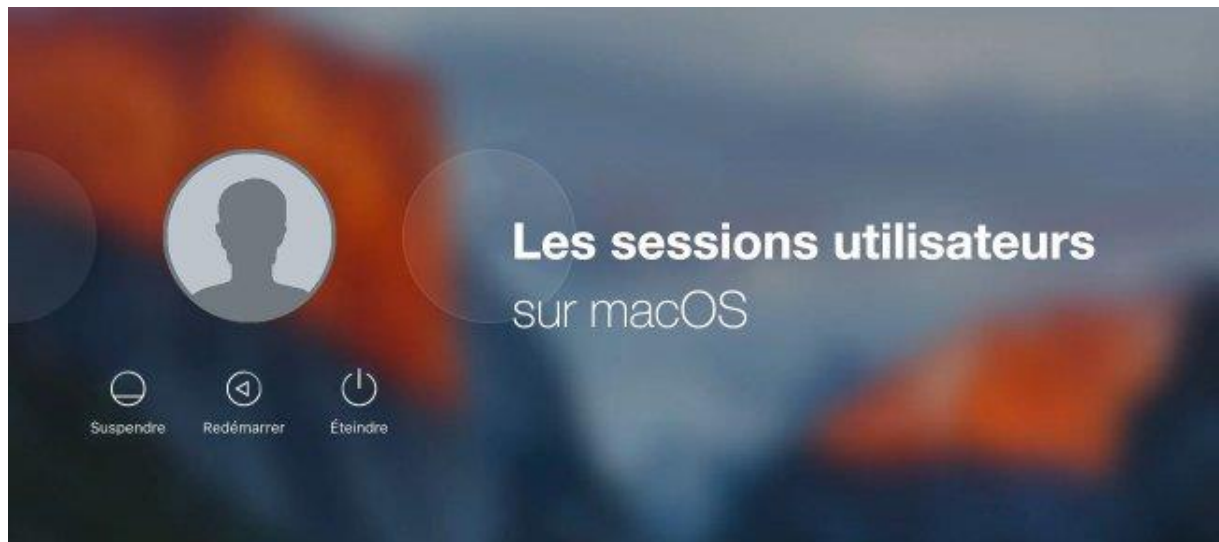 Les sessions utilisateurs
sur macOS
Suspendre
Redémarrer
Éteindre